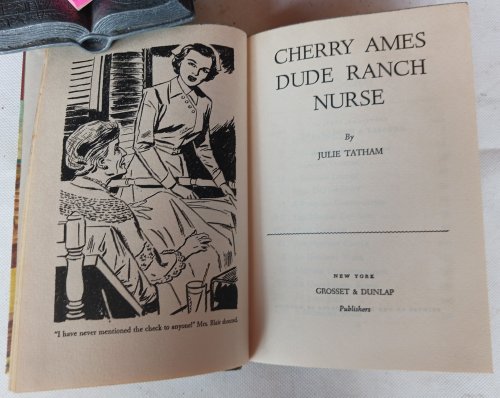 "I have never mentioned the check to anyone!" Mrs. Blair shouted.
CHERRY AMES
DUDE RANCH
NURSE
By
JULIE TATHAM
NEW YORK
GROSSET & DUNLAP
Publishers